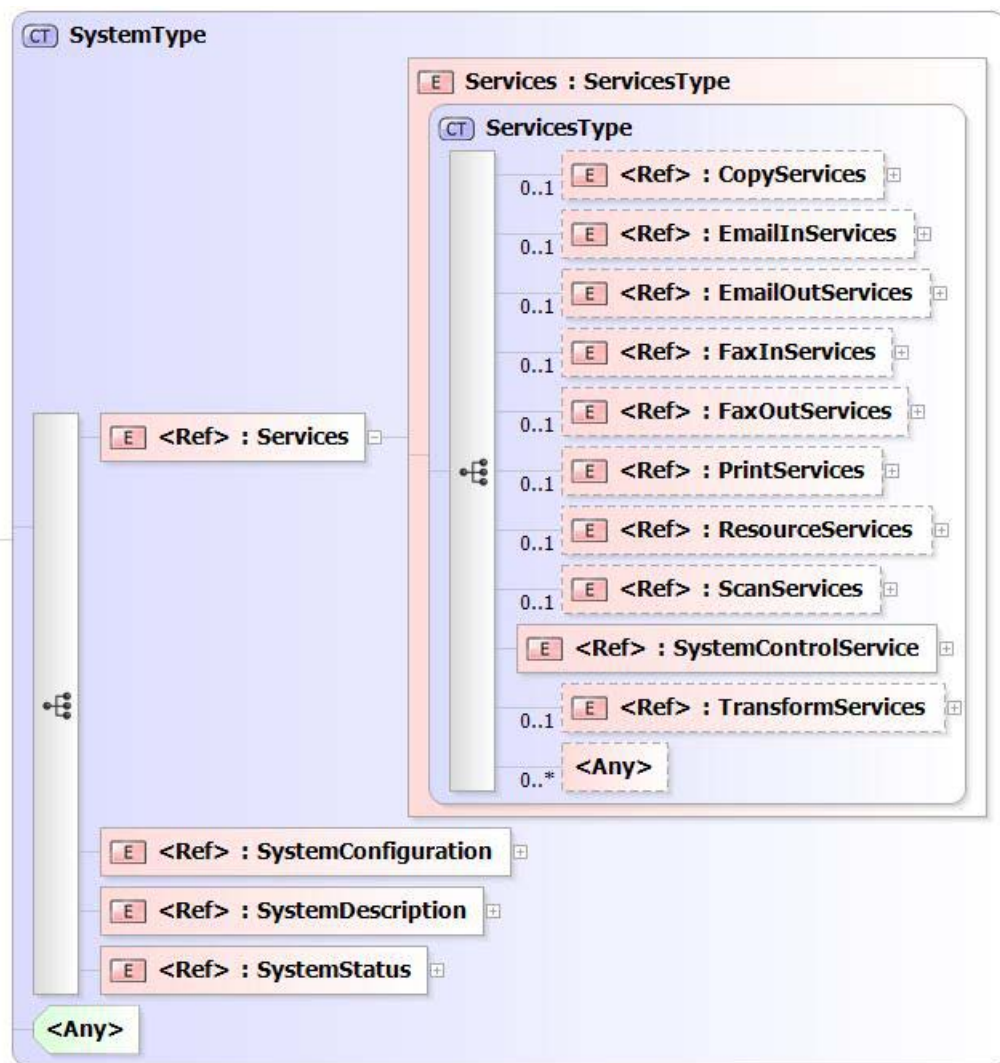 CT SystemType
E Services : ServicesType
CT ServicesType
0..1 E <Ref> : CopyServices
0..1 E <Ref> : EmailInServices
0..1 E <Ref> : EmailOutServices
0..1 E <Ref> : FaxInServices
0..1 E <Ref> : FaxOutServices
E <Ref> : Services
0..1 E <Ref> : PrintServices
0..1 E <Ref> : ResourceServices
0..1 E <Ref> : ScanServices
E <Ref> : SystemControlService
0..1 E <Ref> : TransformServices
0..* <Any>
E <Ref> : SystemConfiguration
E <Ref> : SystemDescription
E <Ref> : SystemStatus
<Any>